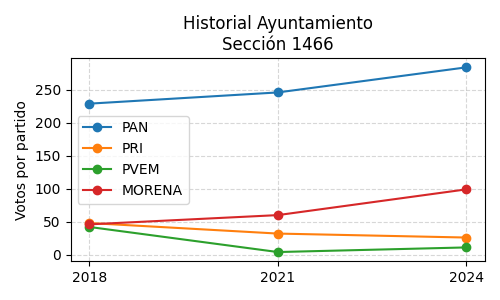 Historial Ayuntamiento
Sección 1466
Votos por partido
250
200
150
100
50
0
PAN
PRI
PVEM
MORENA
2018
2021
2024